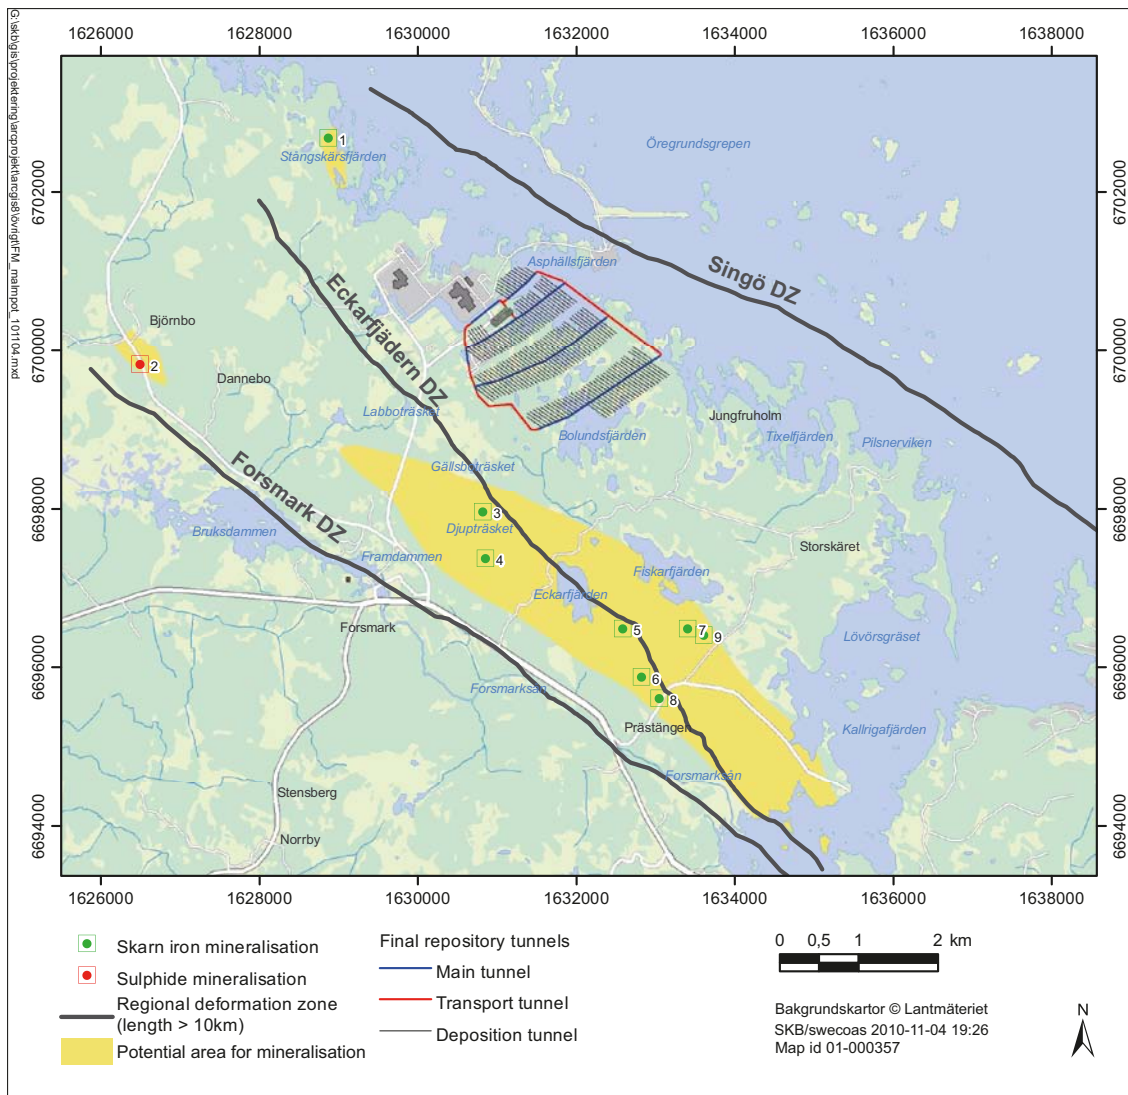 G:\skb\gis\projektering\arcprojekt\arcgis8\övrigt\FM_malmpot_101104.mxd
1626000 1628000 1630000 1632000 1634000 1636000 1638000
6702000 6702000
6700000 6700000
6698000 6698000
6696000 6696000
6694000 6694000
1
Stångskärsfjärden
Öregrundsgrepen
Singö DZ
Asphällsfjärden
Eckarfjädern DZ
Björnbo
2
Dannebo
Labboträsket
Jungfruholm
Bolundsfjärden
Tixelfjärden
Pilsnerviken
Forsmark DZ
Gällsboträsket
3
Djupträsket
Bruksdammen
Framdammen
4
Storskäret
Fiskarfjärden
Eckarfjärden
Forsmark
5
7
9
Lövörsgräset
6
8
Forsmarksån
Prästängen
Kallrigafjärden
Forsmarksån
Stensberg
Norrby
1626000 1628000 1630000 1632000 1634000 1636000 1638000
Skarn iron mineralisation
Sulphide mineralisation
Regional deformation zone
(length > 10km)
Potential area for mineralisation
Final repository tunnels
Main tunnel
Transport tunnel
Deposition tunnel
0 0,5 1 2 km
Bakgrundskartor © Lantmäteriet
SKB/swecoas 2010-11-04 19:26
Map id 01-000357
N